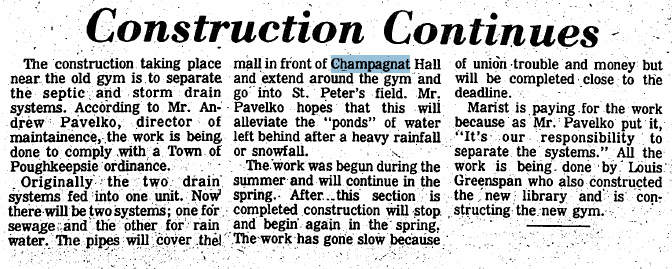 Construction Continues
The construction taking place
near the old gym is to separate
the septic and storm drain
systems. According to Mr. An-
drew Pavelko, director of
maintainence, the work is being
done to comply with a Town of
Poughkeepsie ordinance.
Originally the two drain
systems fed into one unit. Now
there will be two systems; one for
sewage and the other for rain
water. The pipes will cover the
mall in front of Champagnat Hall
and extend around the gym and
go into St. Peter's field. Mr.
Pavelko hopes that this will
alleviate the "ponds" of water
left behind after a heavy rainfall
or snowfall.
The work was begun during the
summer and will continue in the
spring. After this section is
completed construction will stop
and begin again in the spring.
The work has gone slow because
of union trouble and money but
will be completed close to the
deadline.
Marist is paying for the work
because as Mr. Pavelko put it,
"It's our responsibility to
separate the systems." All the
work is being done by Louis
Greenspan who also constructed
the new library and is con-
structing the new gym.